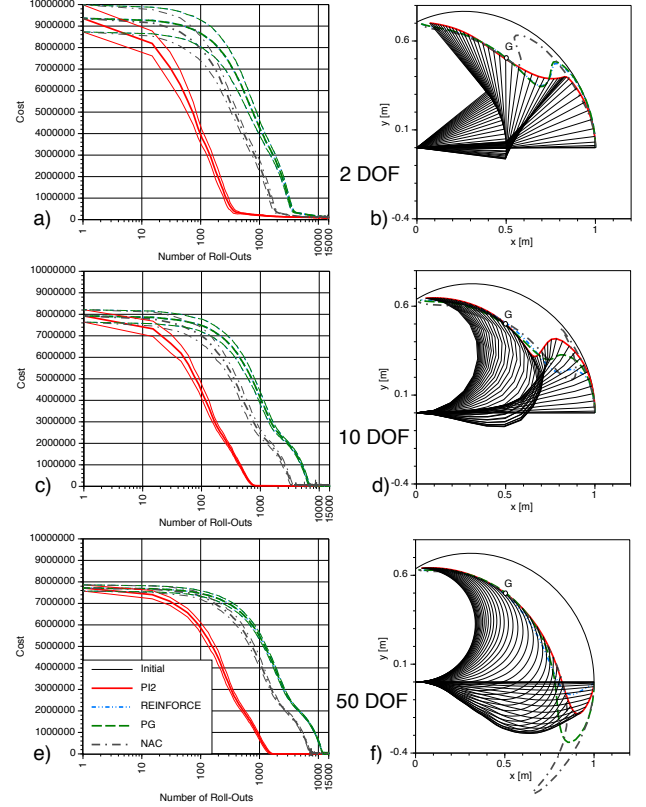 10000000
9000000
8000000
7000000
6000000
5000000
4000000
3000000
2000000
1000000
0
Cost
1
10
100
1000
10000
15000
Number of Roll-Outs
a)
2 DOF
0.6
0.1
-0.4
y [m]
G
0
0.5
1
x [m]
b)
10000000
9000000
8000000
7000000
6000000
5000000
4000000
3000000
2000000
1000000
0
Cost
1
10
100
1000
10000
15000
Number of Roll-Outs
c)
10 DOF
0.6
0.1
-0.4
y [m]
G
0
0.5
1
x [m]
d)
10000000
9000000
8000000
7000000
6000000
5000000
4000000
3000000
2000000
1000000
0
Cost
Initial
PI2
REINFORCE
PG
NAC
1
10
100
1000
10000
15000
Number of Roll-Outs
e)
50 DOF
0.6
0.1
-0.4
y [m]
G
0
0.5
1
x [m]
f)